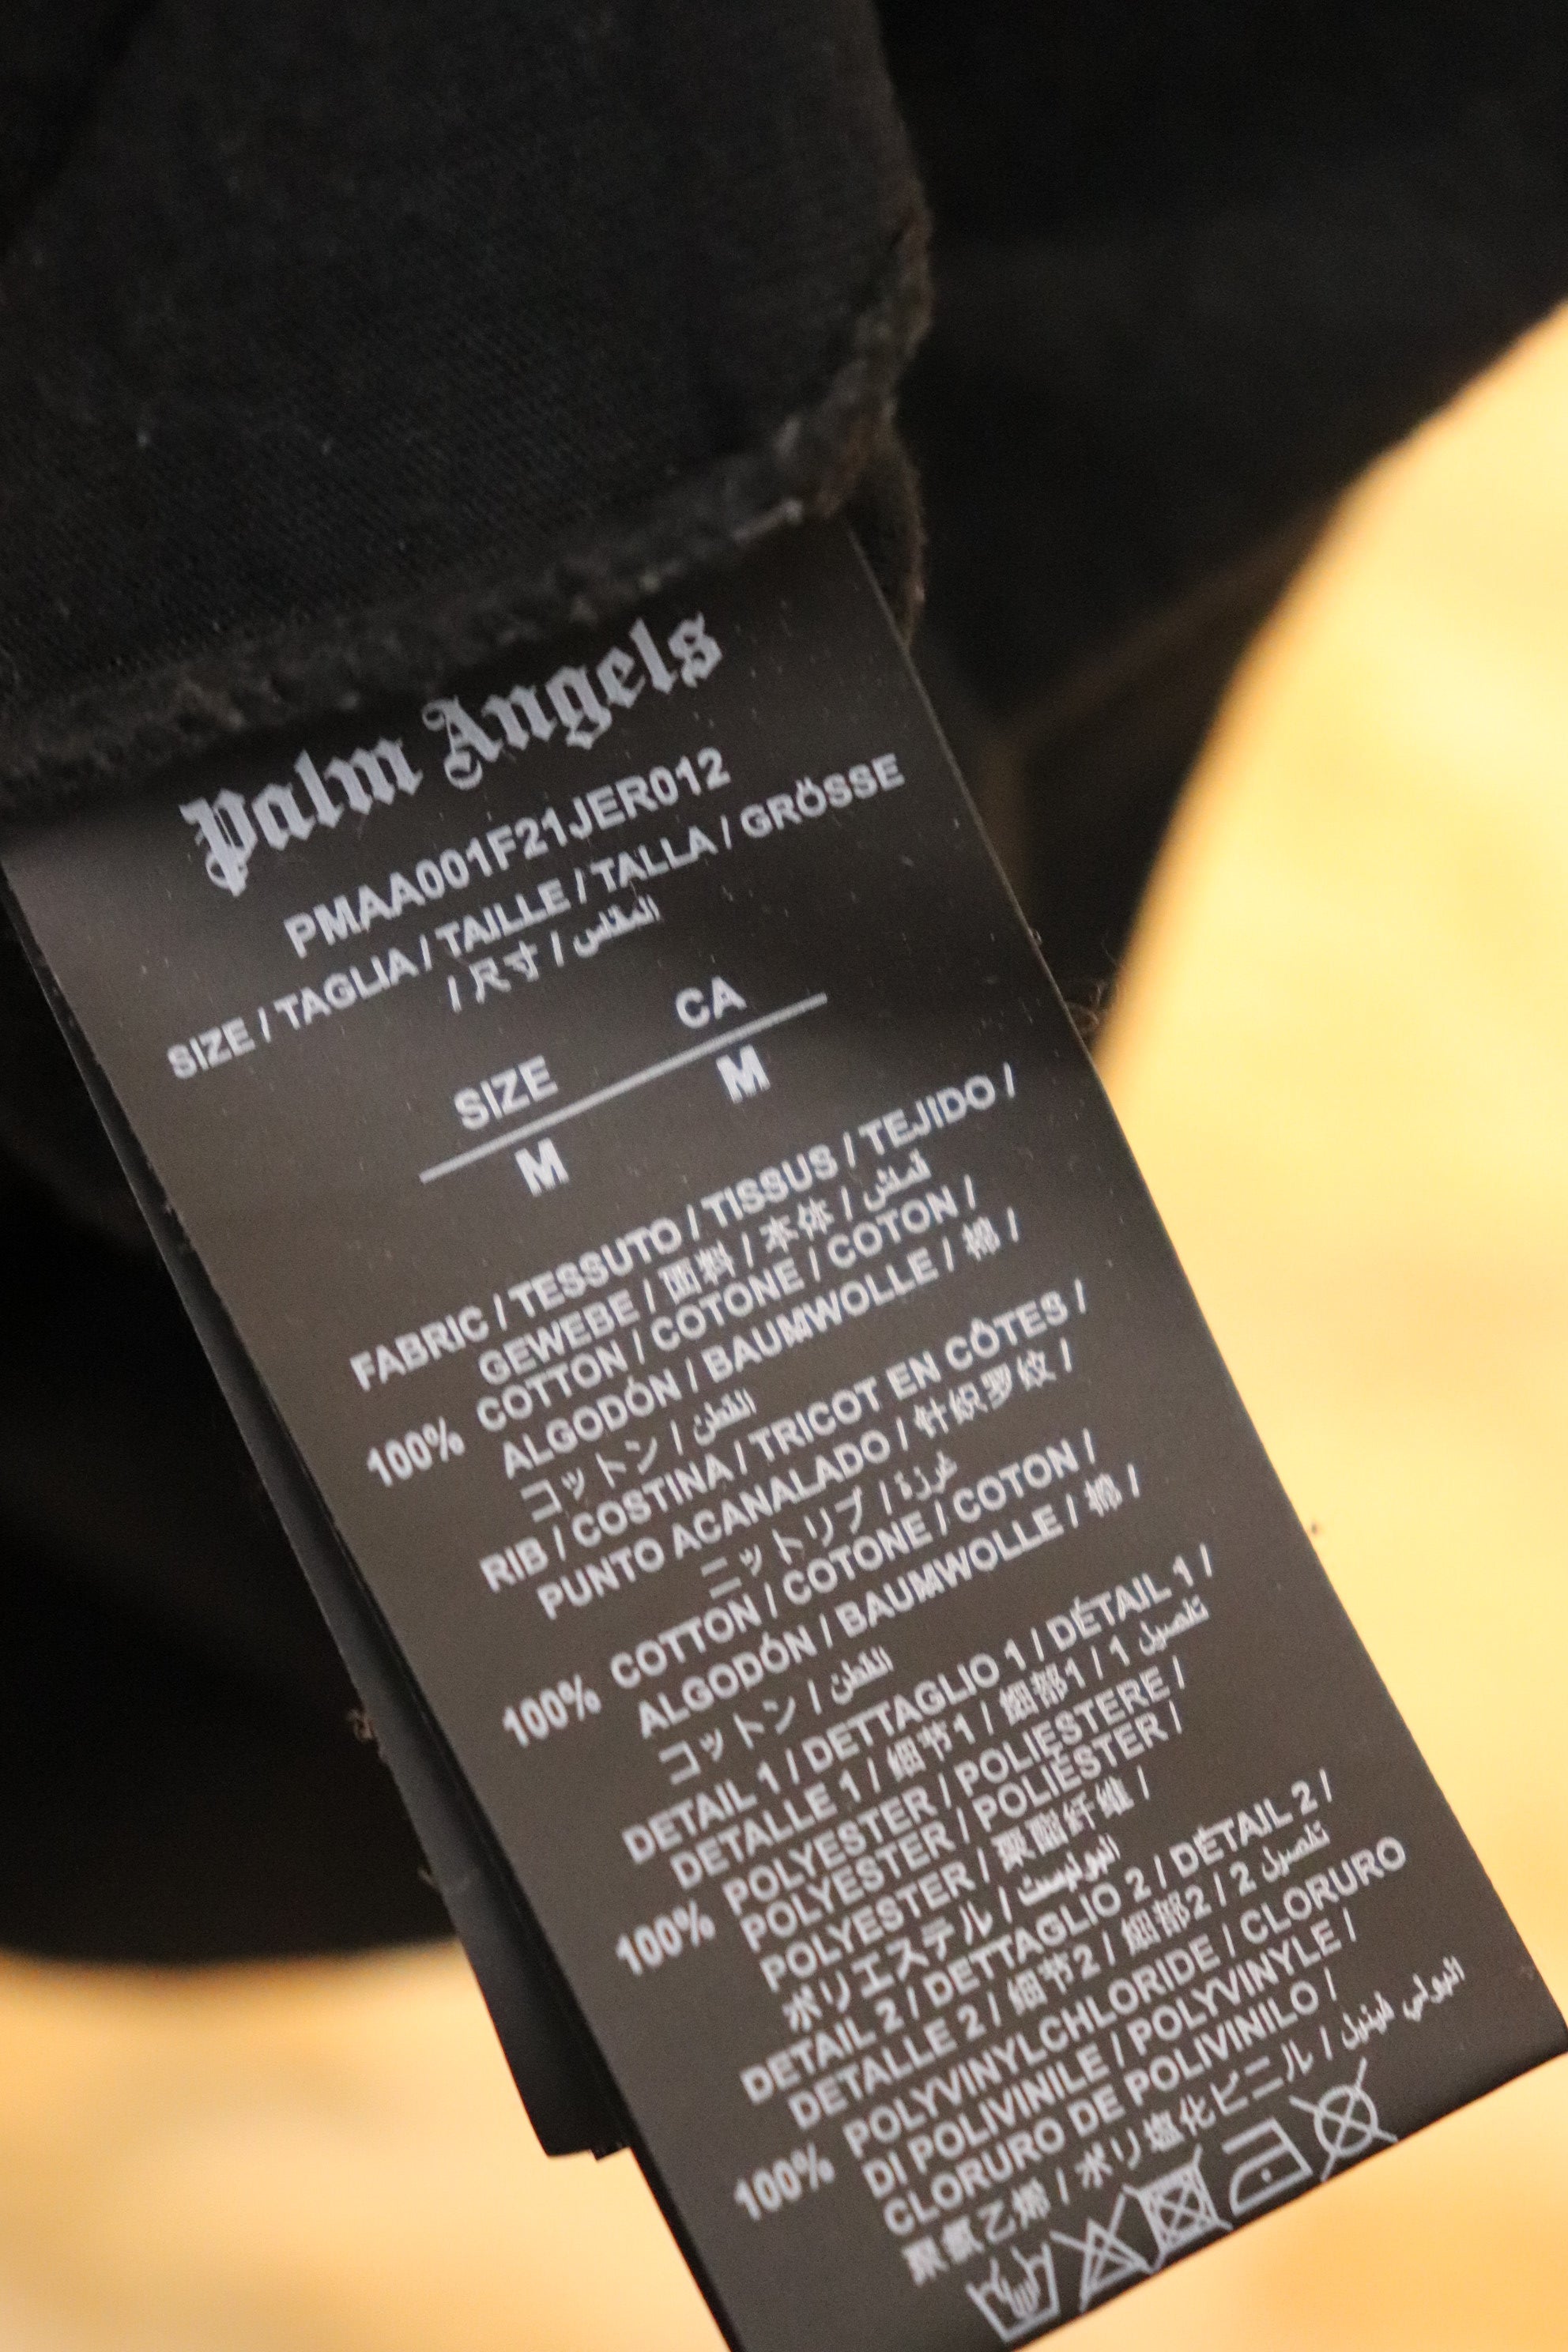 Palm Angels
PMAA001F21JER012
SIZE / TAGLIA / TAILLE / TALLA / GRÖSSE
/ 尺寸 / المقاس
SIZE CA
M M
FABRIC / TESSUTO / TISSUS / TEJIDO /
GEWEBE / 面料 / 本体 / قماش
100% COTTON / COTONE / COTON /
ALGODÓN / BAUMWOLLE / 棉 /
コットン / القطن
RIB / COSTINA / TRICOT EN CÔTES /
PUNTO ACANALADO / 针织罗纹 /
ニットリブ / غرزة
100% COTTON / COTONE / COTON /
ALGODÓN / BAUMWOLLE / 棉 /
コットン / القطن
DETAIL 1 / DETTAGLIO 1 / DÉTAIL 1 /
DETALLE 1 / 细节1 / 细部1 / 1 تفصيل
100% POLYESTER / POLIESTERE /
POLYESTER / POLIÉSTER /
POLYESTER / 聚酯纤维 /
ポリエステル / البوليستر
DETAIL 2 / DETTAGLIO 2 / DÉTAIL 2 /
DETALLE 2 / 细节2 / 细部2 / 2 تفصيل
100% POLYVINYLCHLORIDE / CLORURO
DI POLIVINILE / POLYVINYLE /
CLORURO DE POLIVINILO /
聚氯乙烯 / ポリ塩化ビニル /